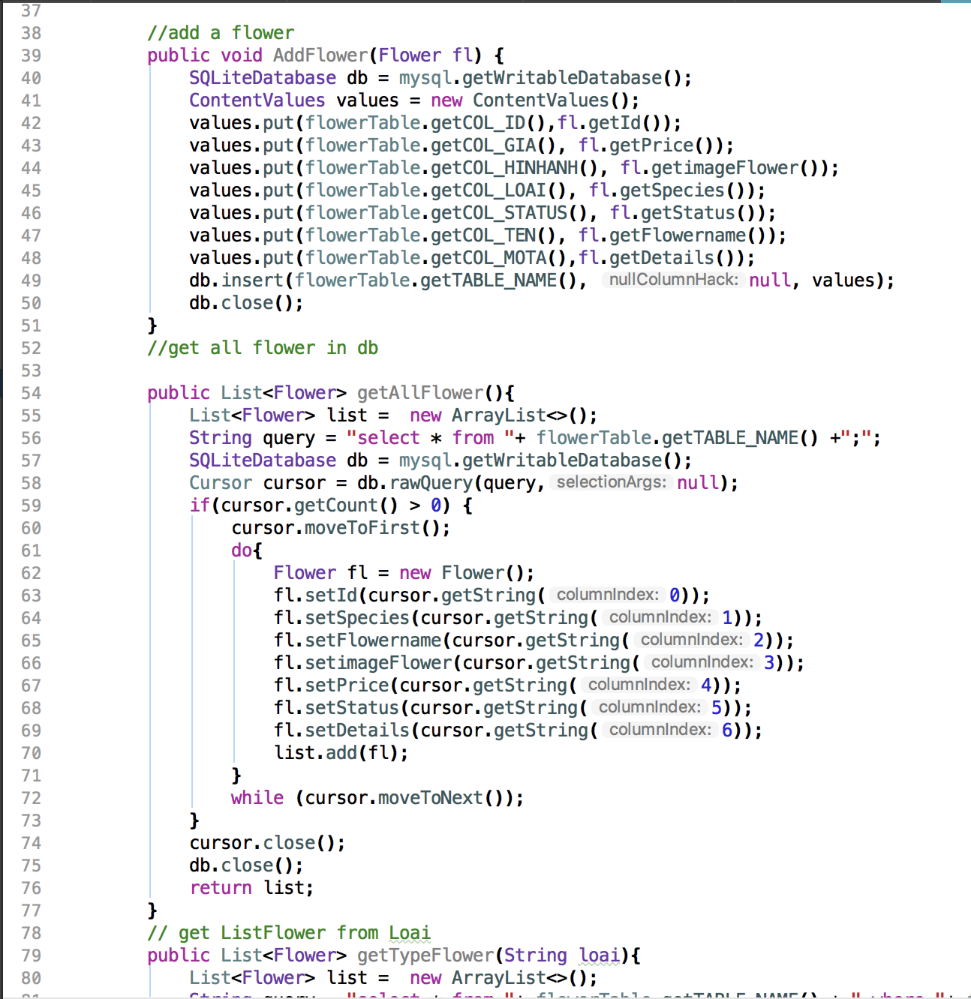 37
38 //add a flower
39 public void AddFlower(Flower fl) {
40 SQLiteDatabase db = mysql.getWritableDatabase();
41 ContentValues values = new ContentValues();
42 values.put(flowerTable.getCOL_ID(),fl.getId());
43 values.put(flowerTable.getCOL_GIA(), fl.getPrice());
44 values.put(flowerTable.getCOL_HINHANH(), fl.getimageFlower());
45 values.put(flowerTable.getCOL_LOAI(), fl.getSpecies());
46 values.put(flowerTable.getCOL_STATUS(), fl.getStatus());
47 values.put(flowerTable.getCOL_TEN(), fl.getFlowername());
48 values.put(flowerTable.getCOL_MOTA(),fl.getDetails());
49 db.insert(flowerTable.getTABLE_NAME(), nullColumnHack: null, values);
50 db.close();
51 }
52 //get all flower in db
53
54 public List<Flower> getAllFlower(){
55 List<Flower> list =  new ArrayList<>();
56 String query = "select * from "+ flowerTable.getTABLE_NAME() +";";
57 SQLiteDatabase db = mysql.getWritableDatabase();
58 Cursor cursor = db.rawQuery(query, selectionArgs: null);
59 if(cursor.getCount() > 0) {
60 cursor.moveToFirst();
61 do{
62 Flower fl = new Flower();
63 fl.setId(cursor.getString( columnIndex: 0));
64 fl.setSpecies(cursor.getString( columnIndex: 1));
65 fl.setFlowername(cursor.getString( columnIndex: 2));
66 fl.setimageFlower(cursor.getString( columnIndex: 3));
67 fl.setPrice(cursor.getString( columnIndex: 4));
68 fl.setStatus(cursor.getString( columnIndex: 5));
69 fl.setDetails(cursor.getString( columnIndex: 6));
70 list.add(fl);
71 }
72 while (cursor.moveToNext());
73 }
74 cursor.close();
75 db.close();
76 return list;
77 }
78 // get ListFlower from Loai
79 public List<Flower> getTypeFlower(String loai){
80 List<Flower> list =  new ArrayList<>();